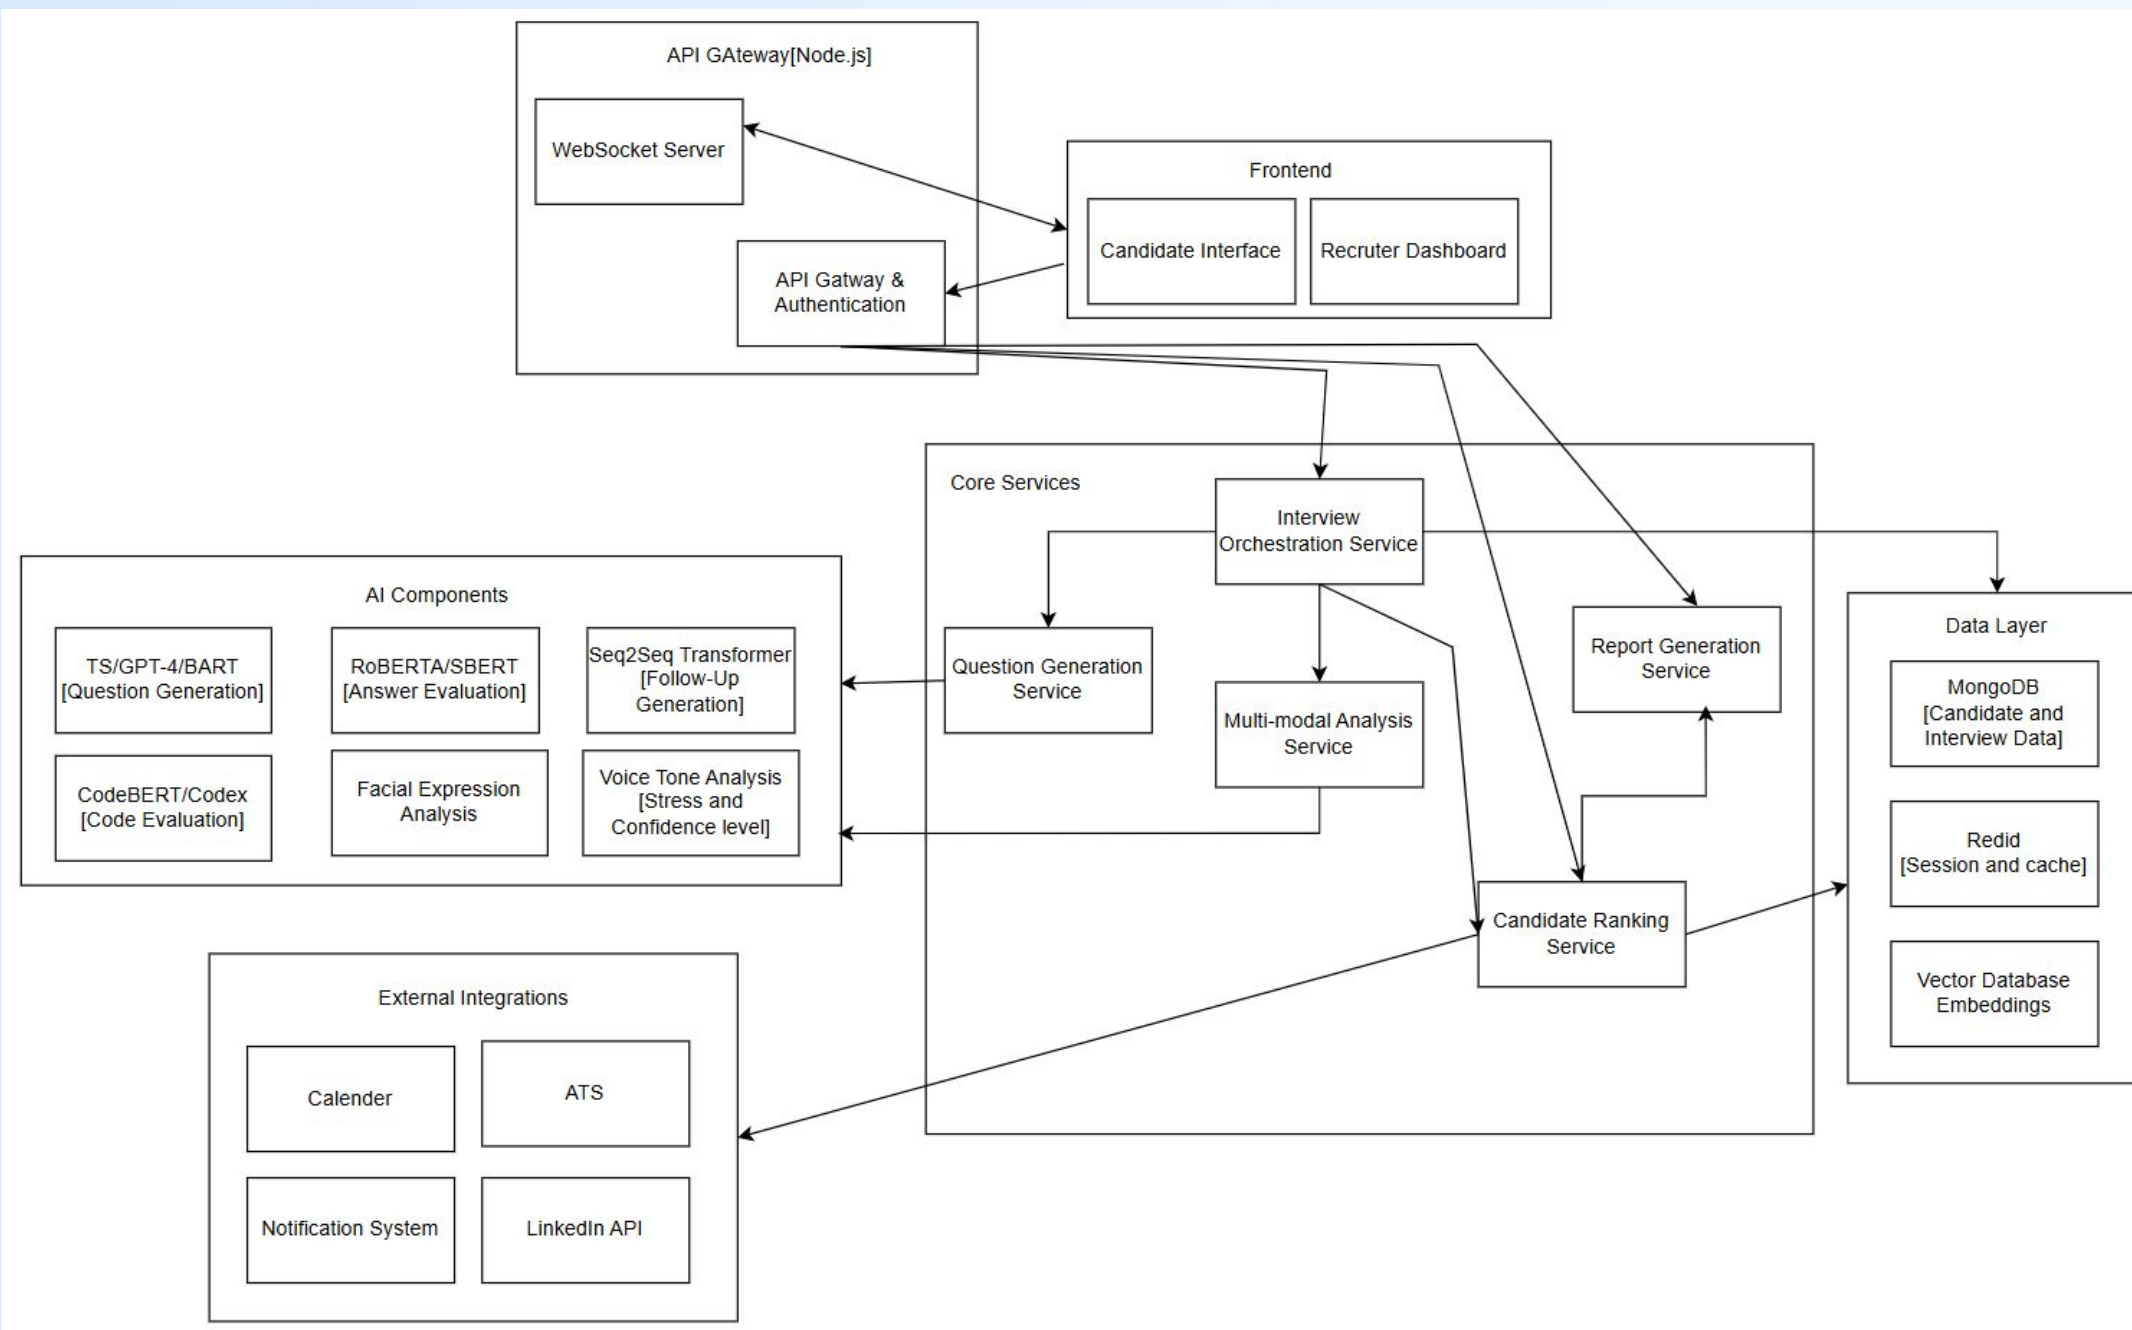 API GAteway[Node.js]
WebSocket Server
API Gatway &
Authentication
Frontend
Candidate Interface
Recruter Dashboard
Core Services
Interview
Orchestration Service
Question Generation
Service
Multi-modal Analysis
Service
Report Generation
Service
Candidate Ranking
Service
AI Components
TS/GPT-4/BART
[Question Generation]
RoBERTA/SBERT
[Answer Evaluation]
Seq2Seq Transformer
[Follow-Up
Generation]
CodeBERT/Codex
[Code Evaluation]
Facial Expression
Analysis
Voice Tone Analysis
[Stress and
Confidence level]
Data Layer
MongoDB
[Candidate and
Interview Data]
Redid
[Session and cache]
Vector Database
Embeddings
External Integrations
Calender
ATS
Notification System
LinkedIn API